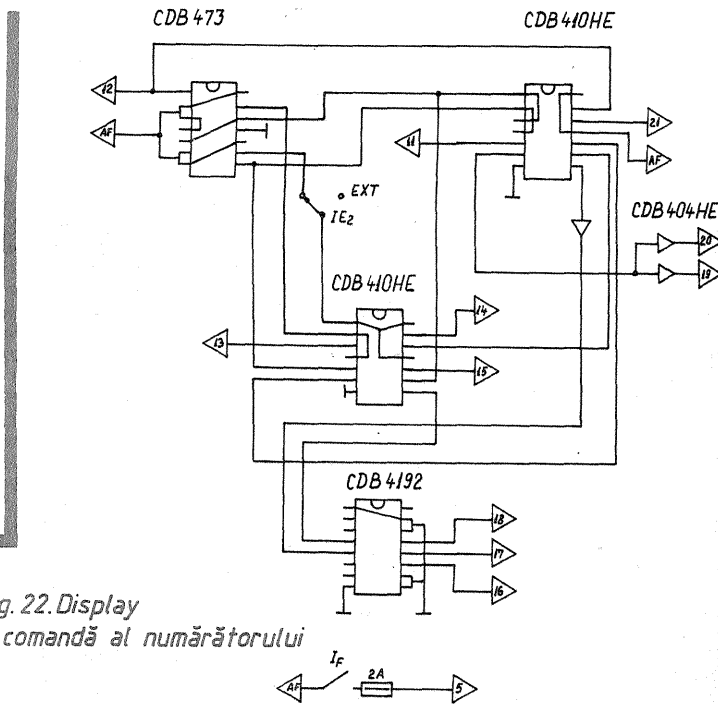 CDB 473
CDB 410HE
12
AF
21
11
AF
EXT
IE2
CDB 404HE
20
19
CDB 410HE
14
13
15
CDB 4192
18
17
16
g. 22. Display
comandă al numărătorului
IF
2A
AF
5